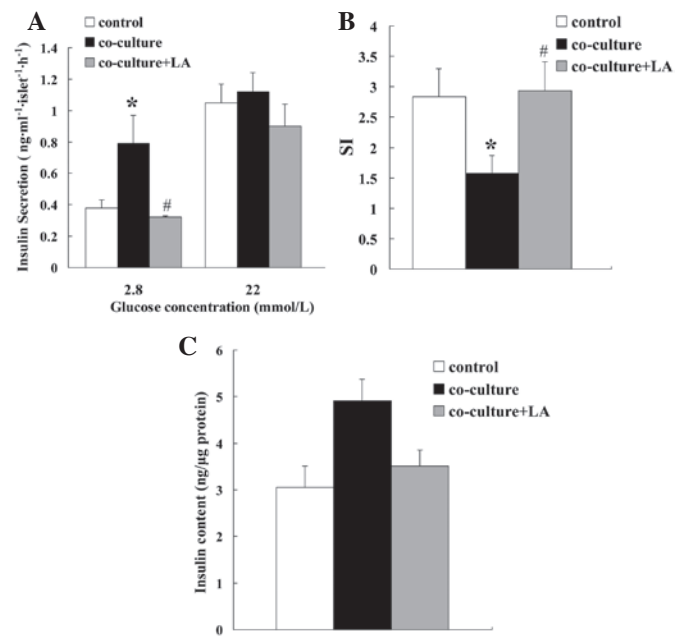 A
control
co-culture
co-culture+LA
Insulin Secretion ( ng·ml⁻¹·islet⁻¹·h⁻¹)
1.4
1.2
1
0.8
0.6
0.4
0.2
0
*
#
2.8 22
Glucose concentration (mmol/L)
B
control
co-culture
co-culture+LA
SI
4
3.5
3
2.5
2
1.5
1
0.5
0
*
#
C
control
co-culture
co-culture+LA
Insulin content (ng/µg protein)
6
5
4
3
2
1
0